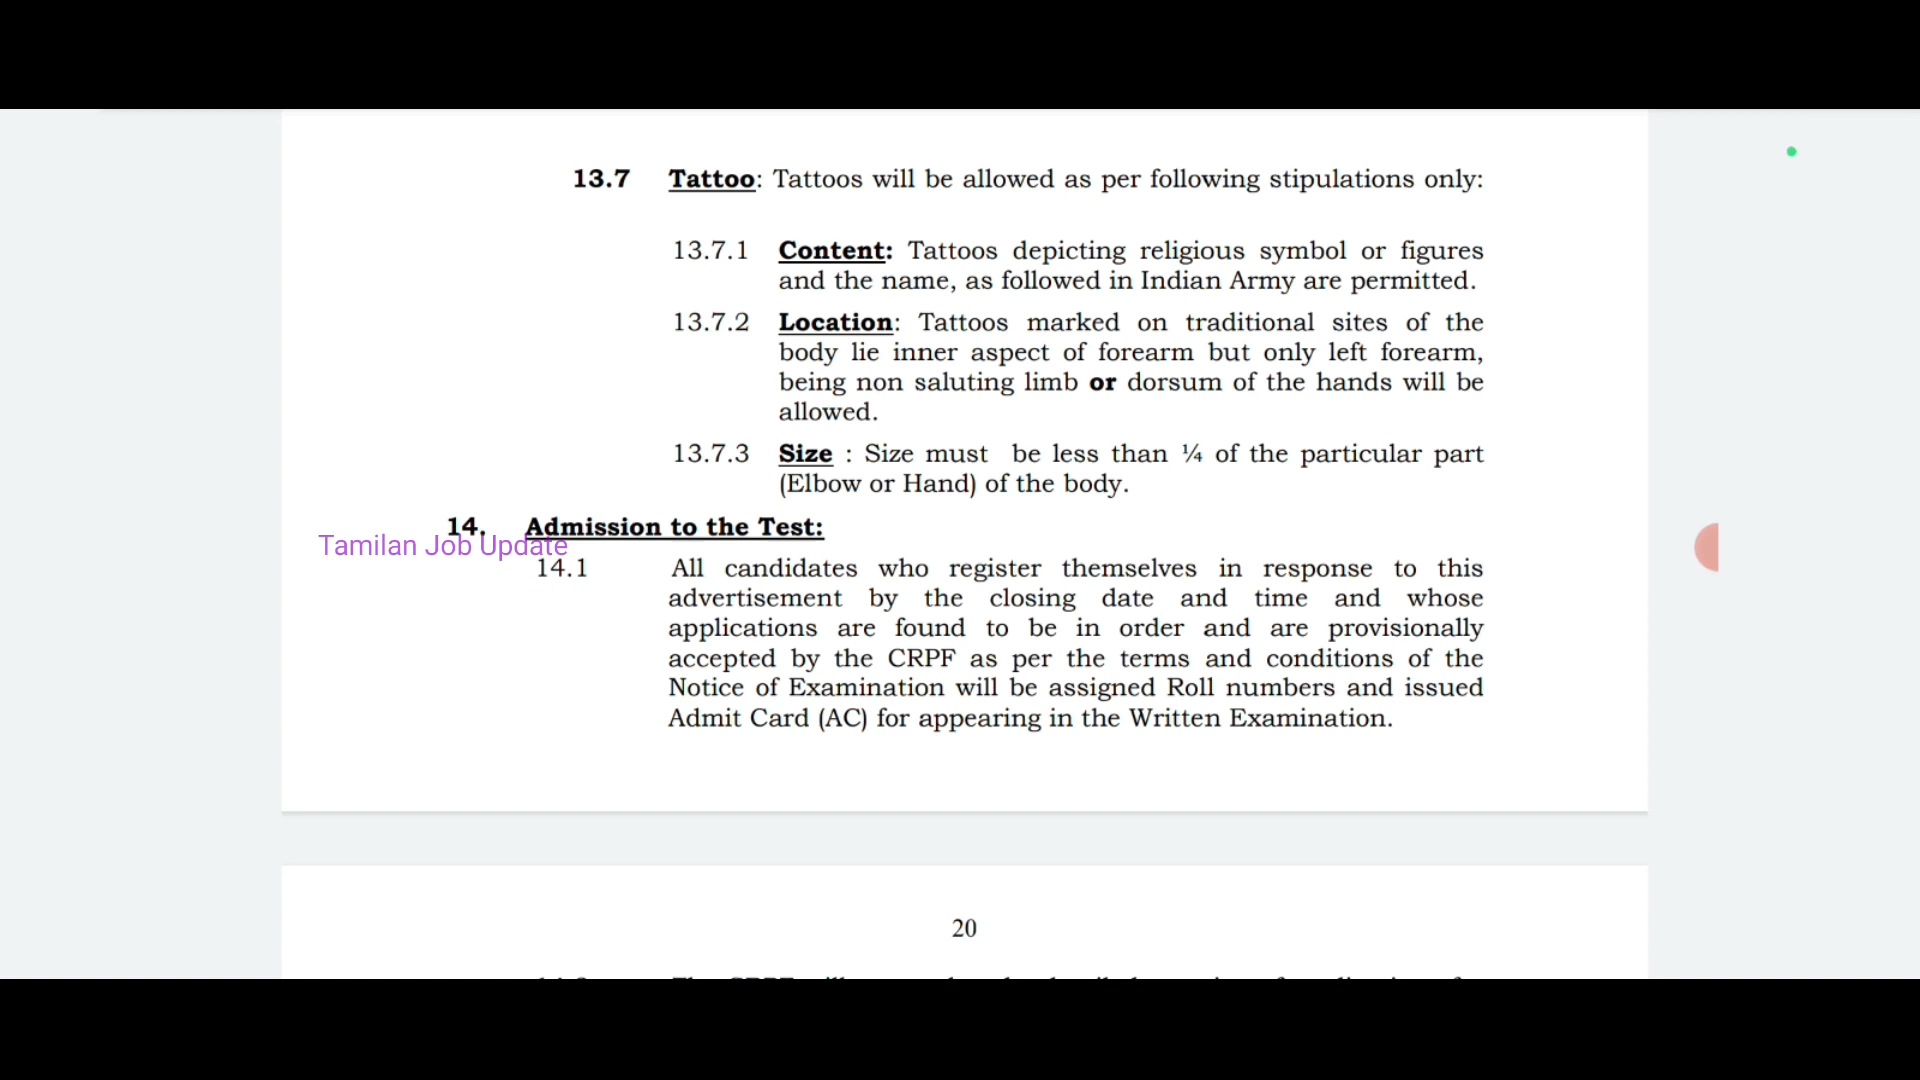 13.7 Tattoo: Tattoos will be allowed as per following stipulations only:
13.7.1 Content: Tattoos depicting religious symbol or figures
and the name, as followed in Indian Army are permitted.
13.7.2 Location: Tattoos marked on traditional sites of the
body lie inner aspect of forearm but only left forearm,
being non saluting limb or dorsum of the hands will be
allowed.
13.7.3 Size : Size must be less than ¼ of the particular part
(Elbow or Hand) of the body.
14. Admission to the Test:
Tamilan Job Update
14.1 All candidates who register themselves in response to this
advertisement by the closing date and time and whose
applications are found to be in order and are provisionally
accepted by the CRPF as per the terms and conditions of the
Notice of Examination will be assigned Roll numbers and issued
Admit Card (AC) for appearing in the Written Examination.
20